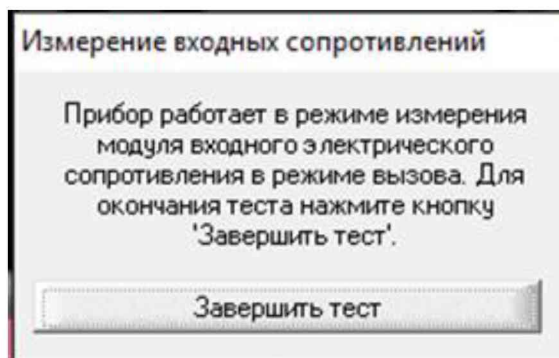 Измерение входных сопротивлений
Прибор работает в режиме измерения
модуля входного электрического
сопротивления в режиме вызова. Для
окончания теста нажмите кнопку
'Завершить тест'.
Завершить тест